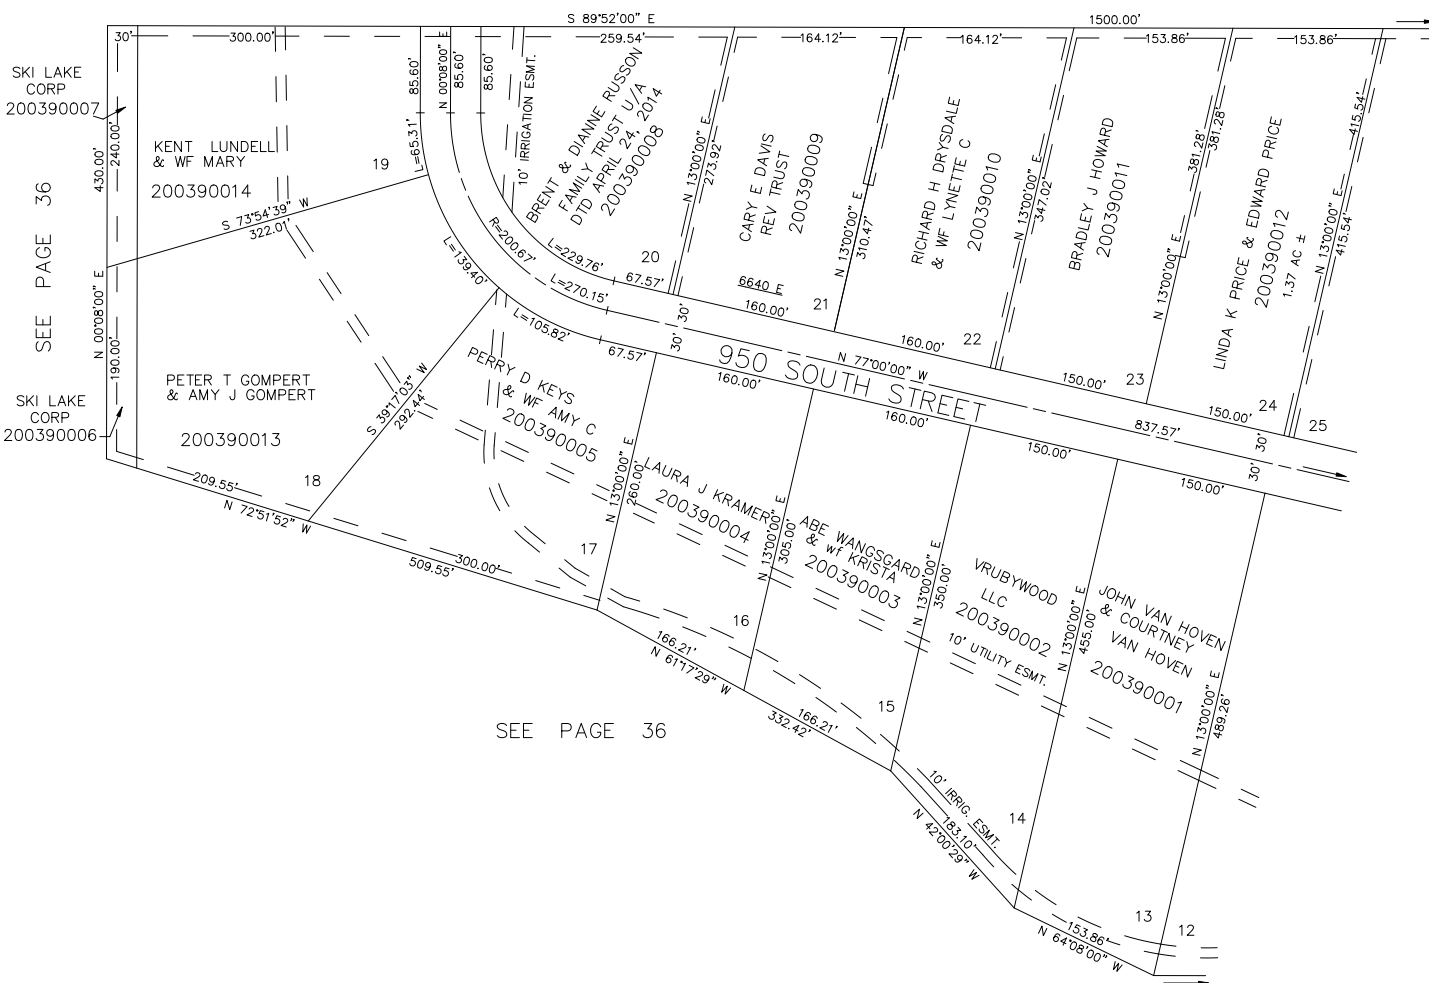 S 89°52'00" E
1500.00'
30'
300.00'
259.54'
164.12'
164.12'
153.86'
153.86'
SKI LAKE
CORP
200390007
430.00'
240.00'
KENT LUNDELL
& WF MARY
200390014
19
85.60'
N 00°08'00" E
85.60'
85.60'
L=65.31'
10' IRRIGATION ESMT.
BRENT & DIANNE RUSSON
FAMILY TRUST U/A
DTD APRIL 24, 2014
200390008
N 13°00'00" E
273.92'
CARY E DAVIS
REV TRUST
200390009
N 13°00'00" E
310.47'
RICHARD H DRYSDALE
& WF LYNETTE C
200390010
N 13°00'00" E
347.02'
BRADLEY J HOWARD
200390011
381.28'
381.28'
N 13°00'00" E
LINDA K PRICE & EDWARD PRICE
200390012
1.37 AC ±
415.54'
N 13°00'00" E
415.54'
SEE PAGE 36
S 73°54'39" W
322.01'
N 00°08'00" E
190.00'
R=200.67'
L=229.76'
L=139.40'
L=270.15'
L=105.82'
67.57'
67.57'
20
6640 E
160.00'
21
160.00'
22
150.00'
23
150.00'
24
25
30'
30'
950 SOUTH STREET
N 77°00'00" W
837.57'
30'
30'
160.00'
160.00'
150.00'
150.00'
SKI LAKE
CORP
200390006
PETER T GOMPERT
& AMY J GOMPERT
200390013
18
S 39°17'03" W
292.44'
PERRY D KEYS
& WF AMY C
200390005
17
N 13°00'00" E
260.00'
LAURA J KRAMER
200390004
16
N 13°00'00" E
305.00'
ABE WANGSGARD
& wf KRISTA
200390003
15
N 13°00'00" E
350.00'
VRUBYWOOD
LLC
200390002
10' UTILITY ESMT.
14
N 13°00'00" E
455.00'
JOHN VAN HOVEN
& COURTNEY
VAN HOVEN
200390001
13
N 13°00'00" E
489.26'
12
209.55'
N 72°51'52" W
300.00'
509.55'
166.21'
N 61°17'29" W
166.21'
332.42'
SEE PAGE 36
10' IRRIG. ESMT.
183.10'
N 42°00'29" W
153.86'
N 64°08'00" W